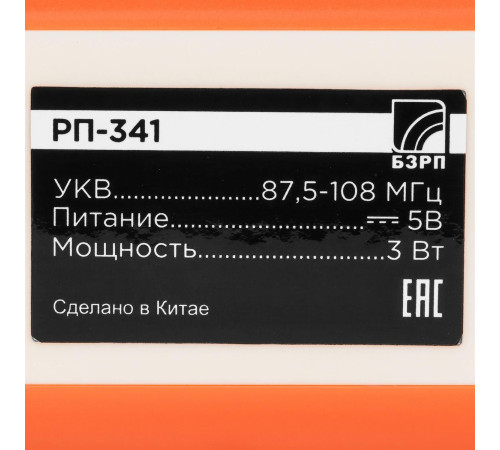 РП-341
БЗРП
УКВ......................87,5-108 МГц
Питание.............................⎓ 5В
Мощность............................3 Вт
Сделано в Китае
ЕАС